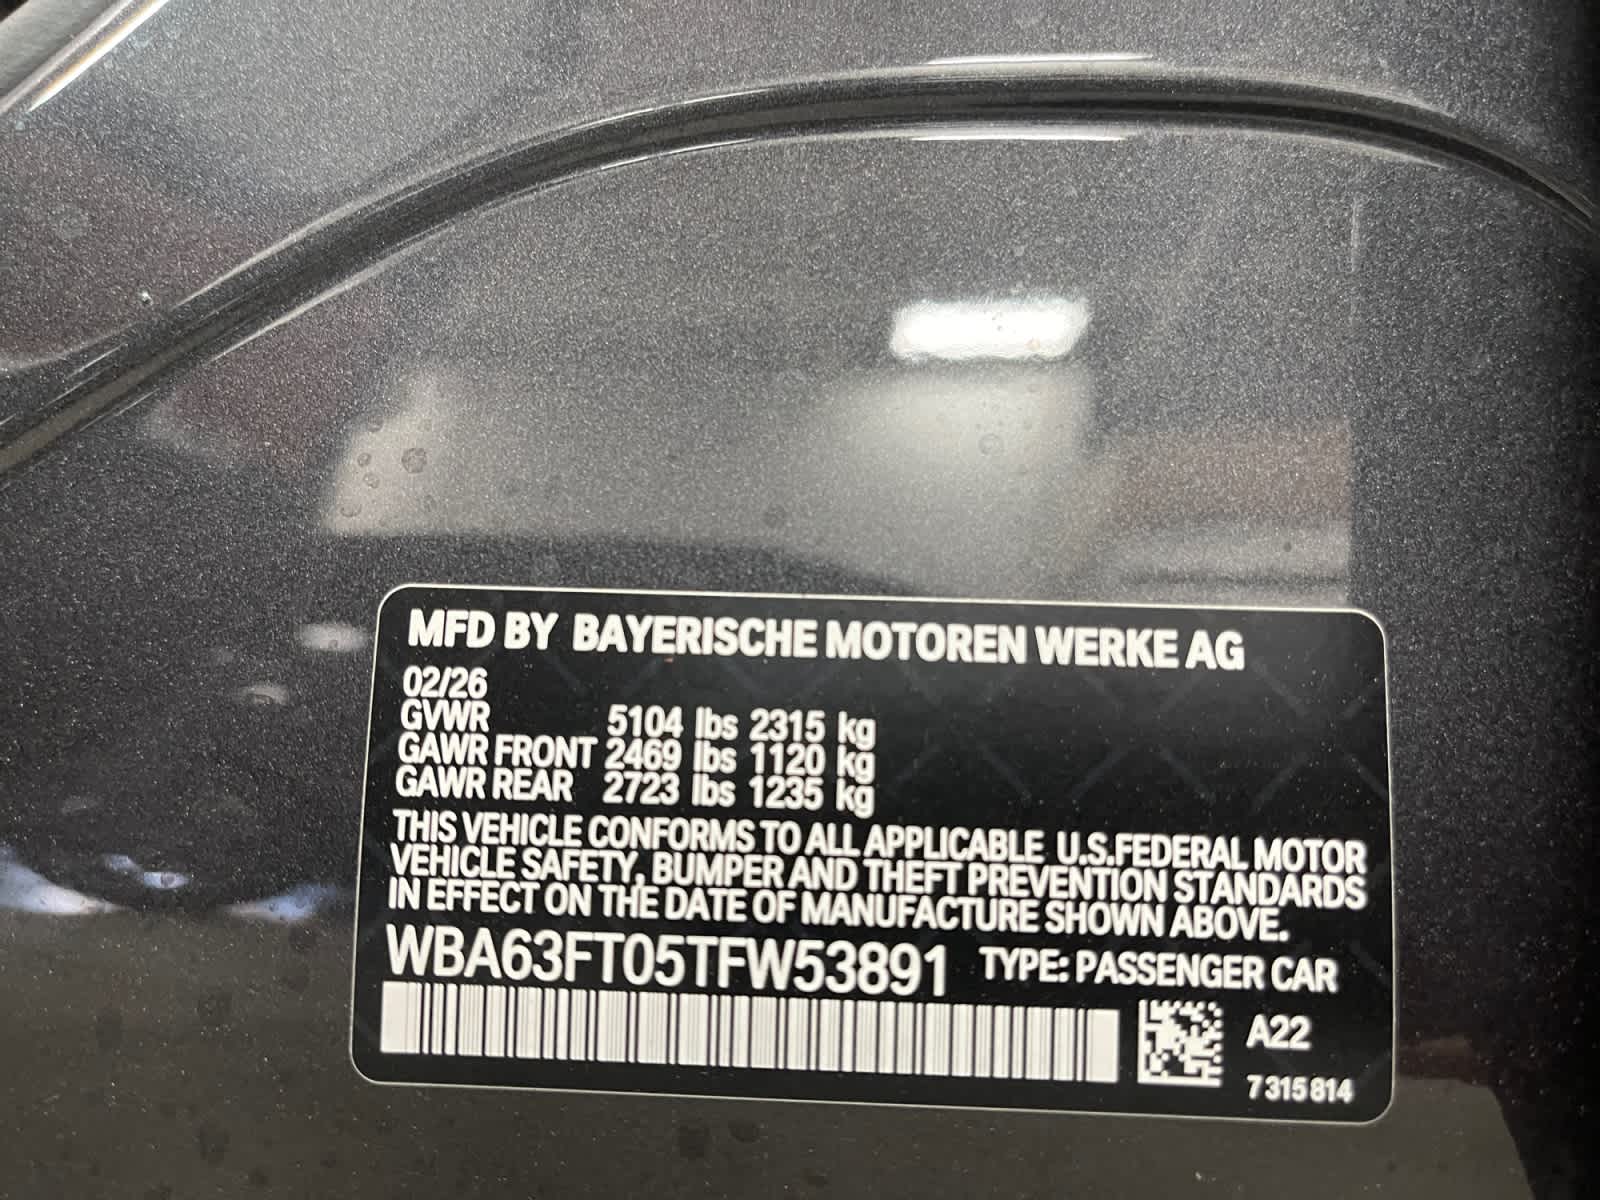 MFD BY BAYERISCHE MOTOREN WERKE AG
02/26
GVWR 5104 lbs 2315 kg
GAWR FRONT 2469 lbs 1120 kg
GAWR REAR 2723 lbs 1235 kg
THIS VEHICLE CONFORMS TO ALL APPLICABLE U.S.FEDERAL MOTOR
VEHICLE SAFETY, BUMPER AND THEFT PREVENTION STANDARDS
IN EFFECT ON THE DATE OF MANUFACTURE SHOWN ABOVE.
WBA63FT05TFW53891 TYPE: PASSENGER CAR
A22
7 315 814